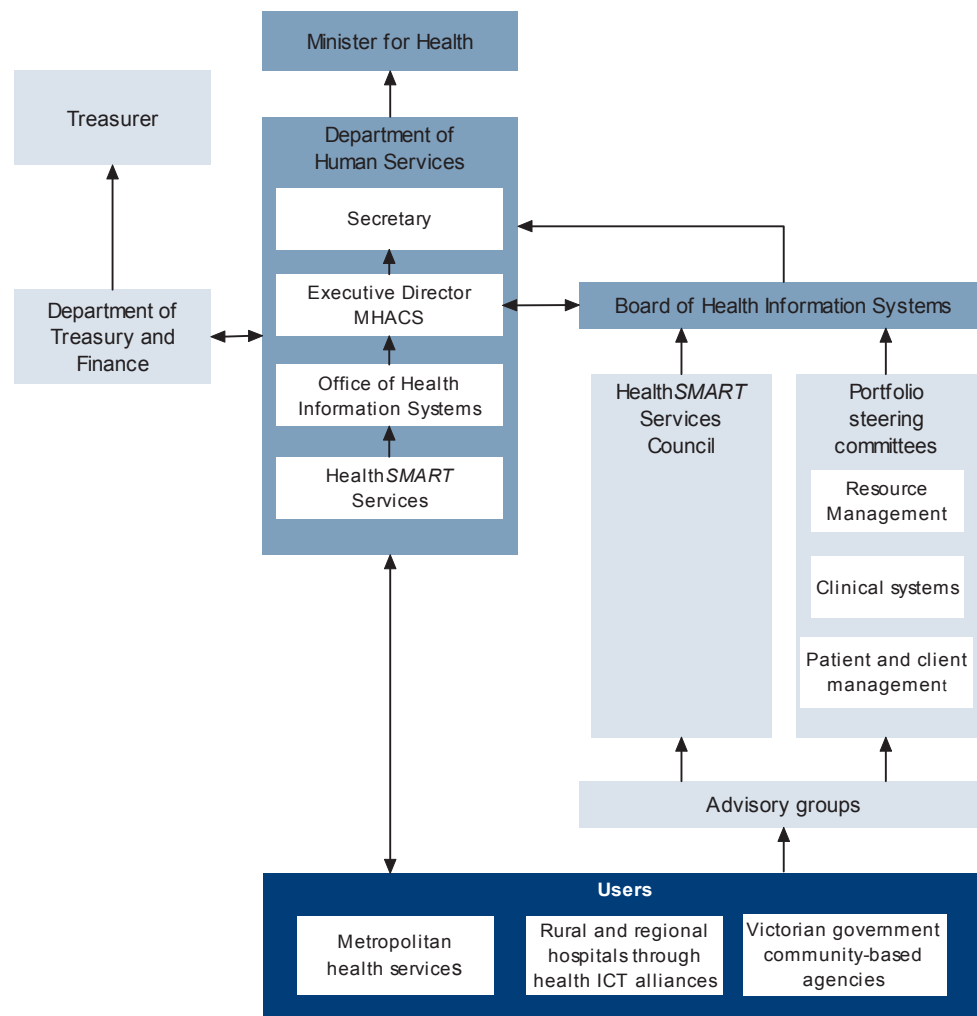 Minister for Health
Treasurer
Department of
Human Services
Secretary
Executive Director
MHACS
Office of Health
Information Systems
HealthSMART
Services
Department of
Treasury and
Finance
Board of Health Information Systems
HealthSMART
Services
Council
Portfolio
steering
committees
Resource
Management
Clinical systems
Patient and client
management
Advisory groups
Users
Metropolitan
health services
Rural and regional
hospitals through
health ICT alliances
Victorian government
community-based
agencies